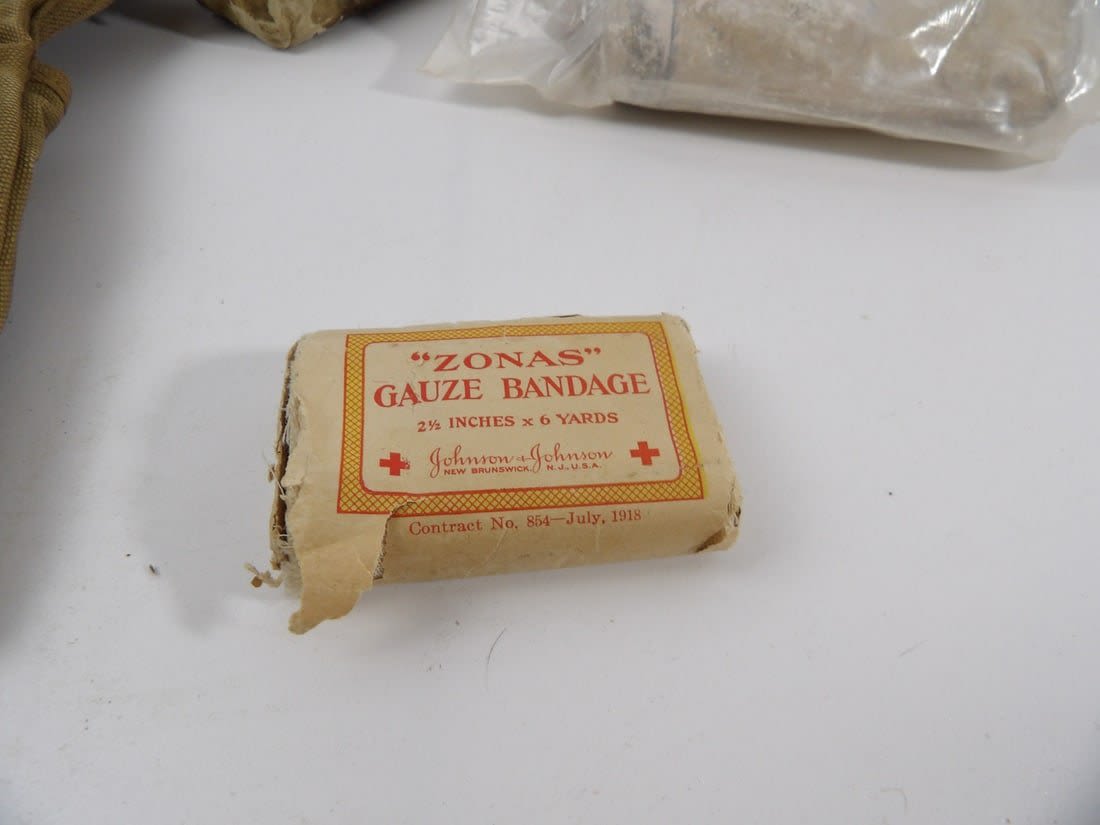 "ZONAS"
GAUZE BANDAGE
2½ INCHES x 6 YARDS
Johnson & Johnson
NEW BRUNSWICK, N.J., U.S.A.
Contract No. 854—July, 1918